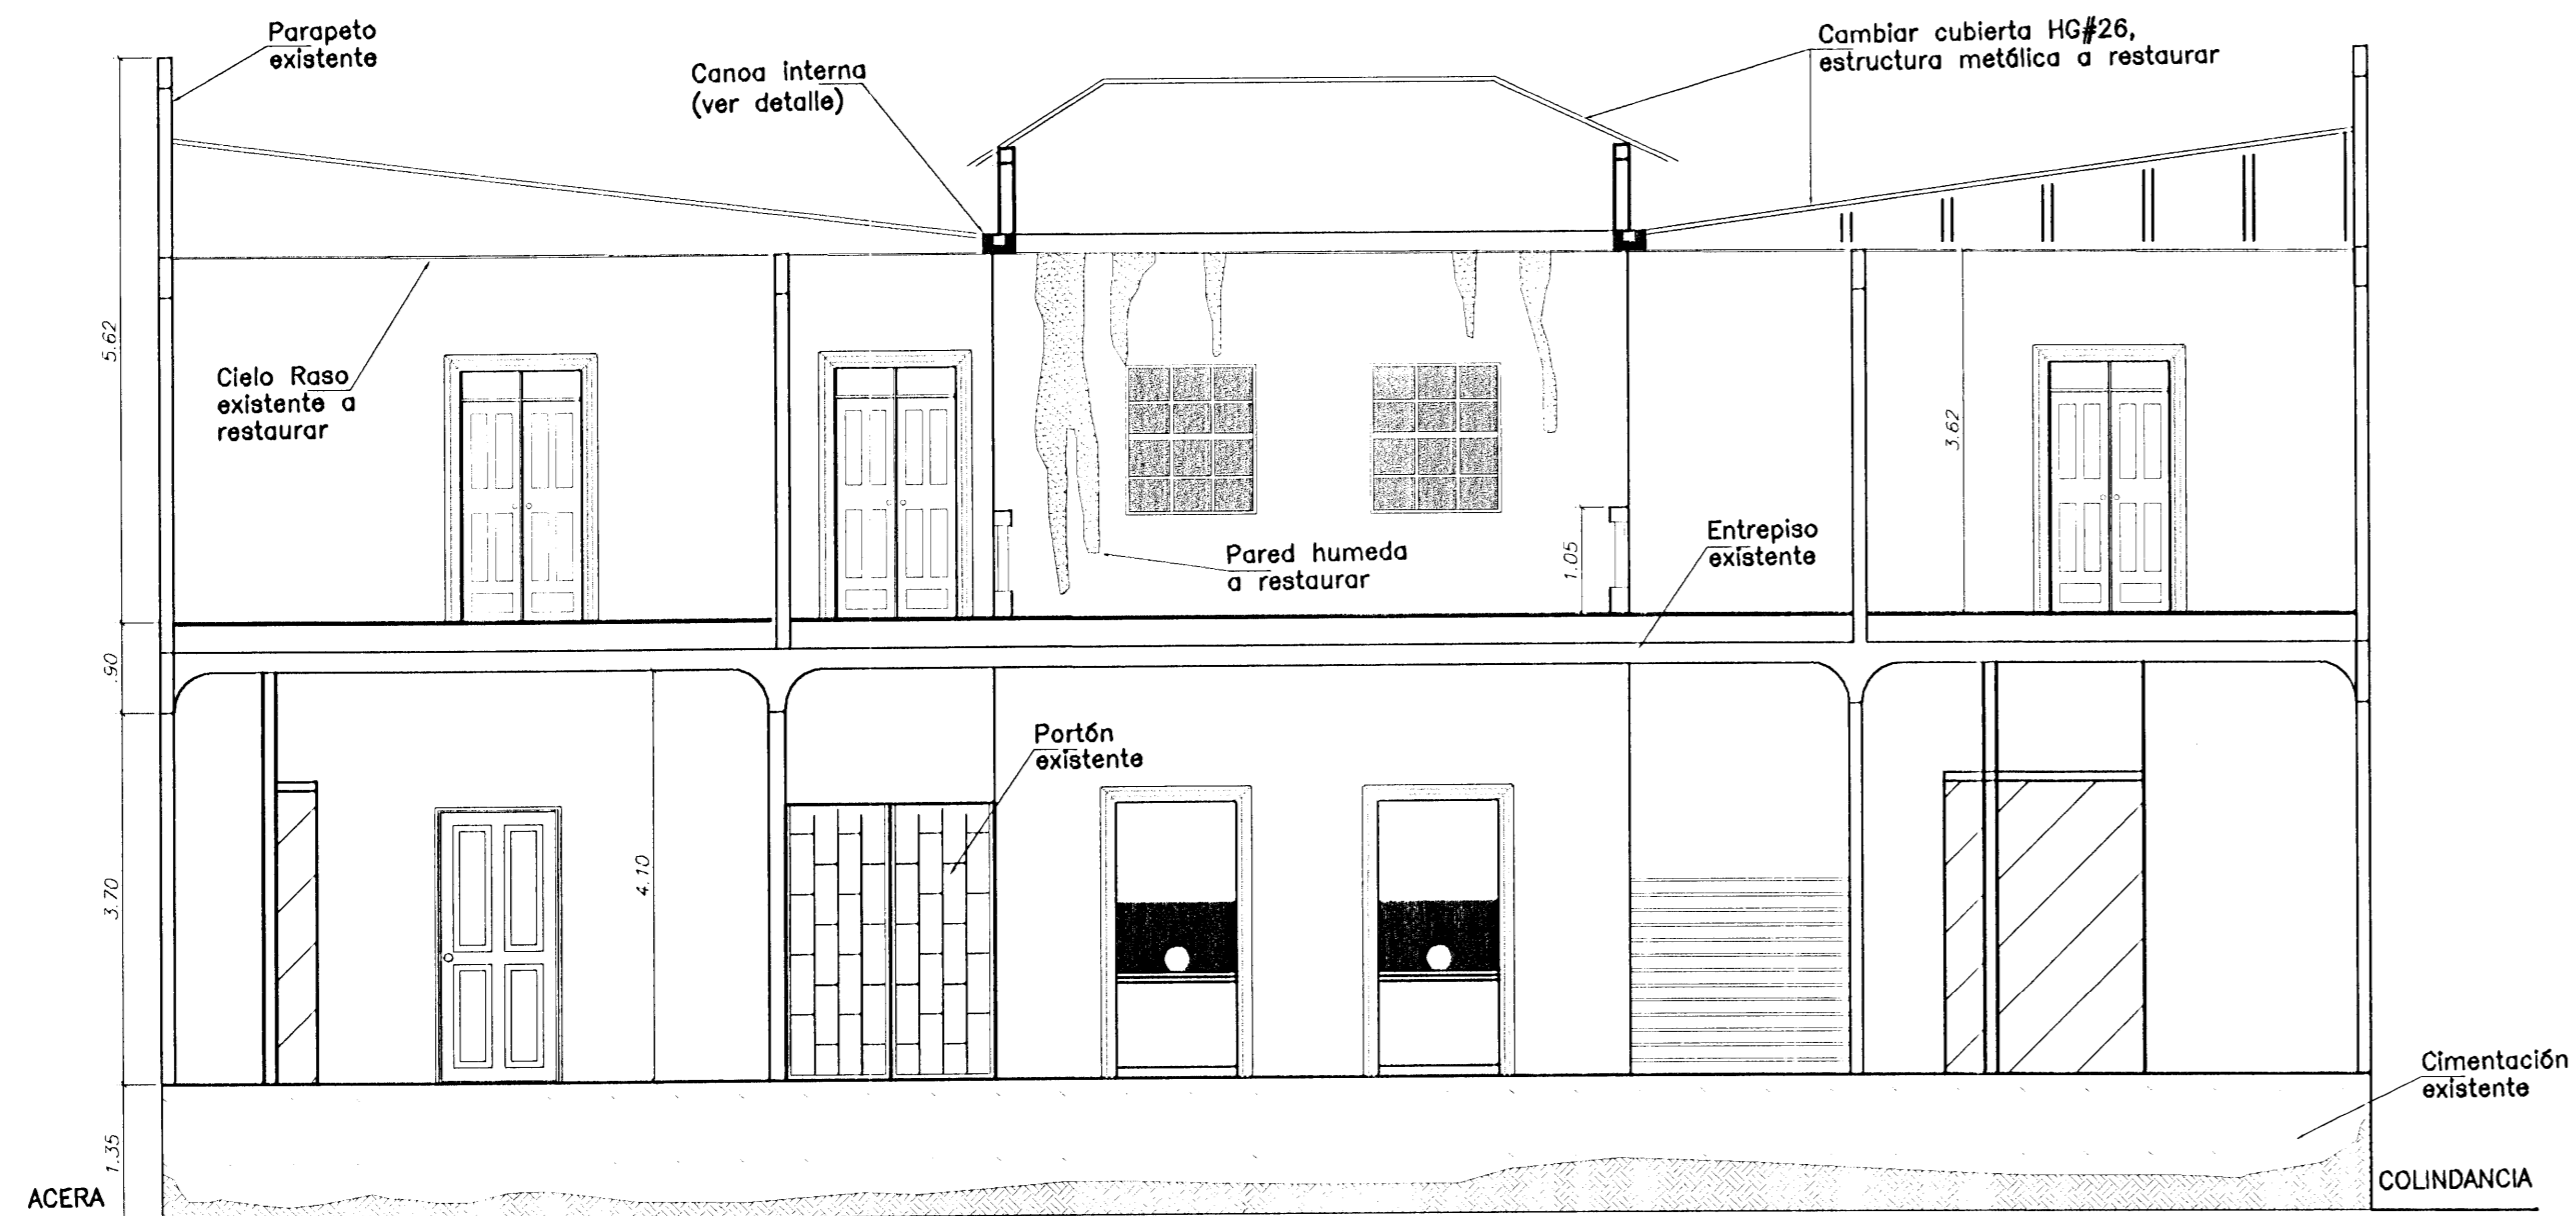 Parapeto
existente
Canoa interna
(ver detalle)
Cambiar cubierta HG#26,
estructura metálica a restaurar
5.62
Cielo Raso
existente a
restaurar
3.62
Pared humeda
a restaurar
1.05
Entrepiso
existente
.90
Portón
existente
3.70
4.10
Cimentación
existente
1.35
ACERA
COLINDANCIA